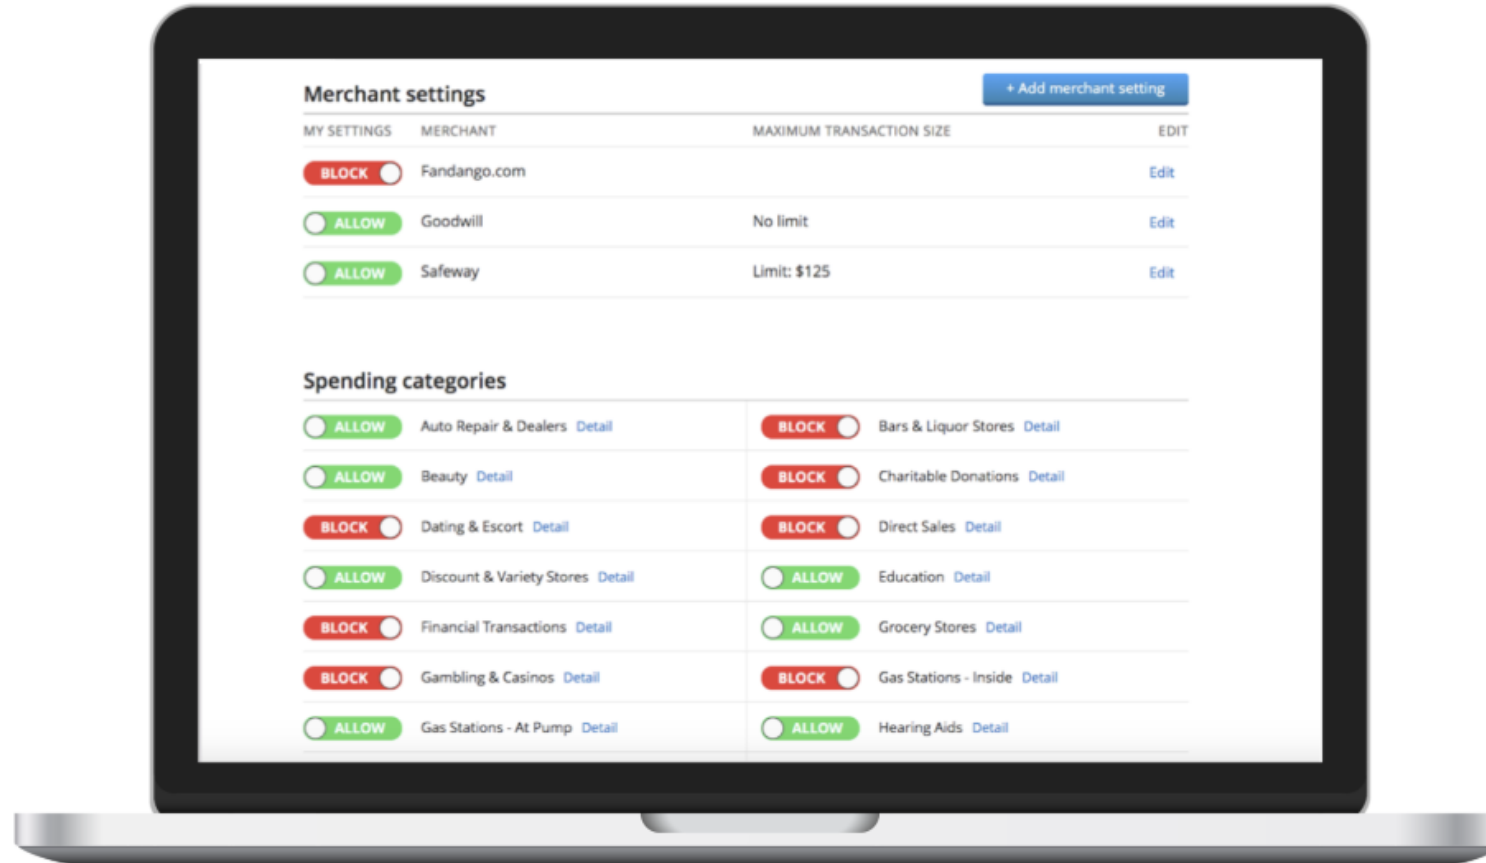 Merchant settings
+ Add merchant setting
MY SETTINGS MERCHANT MAXIMUM TRANSACTION SIZE EDIT
BLOCK Fandango.com Edit
ALLOW Goodwill No limit Edit
ALLOW Safeway Limit: $125 Edit
Spending categories
ALLOW Auto Repair & Dealers Detail BLOCK Bars & Liquor Stores Detail
ALLOW Beauty Detail BLOCK Charitable Donations Detail
BLOCK Dating & Escort Detail BLOCK Direct Sales Detail
ALLOW Discount & Variety Stores Detail ALLOW Education Detail
BLOCK Financial Transactions Detail ALLOW Grocery Stores Detail
BLOCK Gambling & Casinos Detail BLOCK Gas Stations - Inside Detail
ALLOW Gas Stations - At Pump Detail ALLOW Hearing Aids Detail